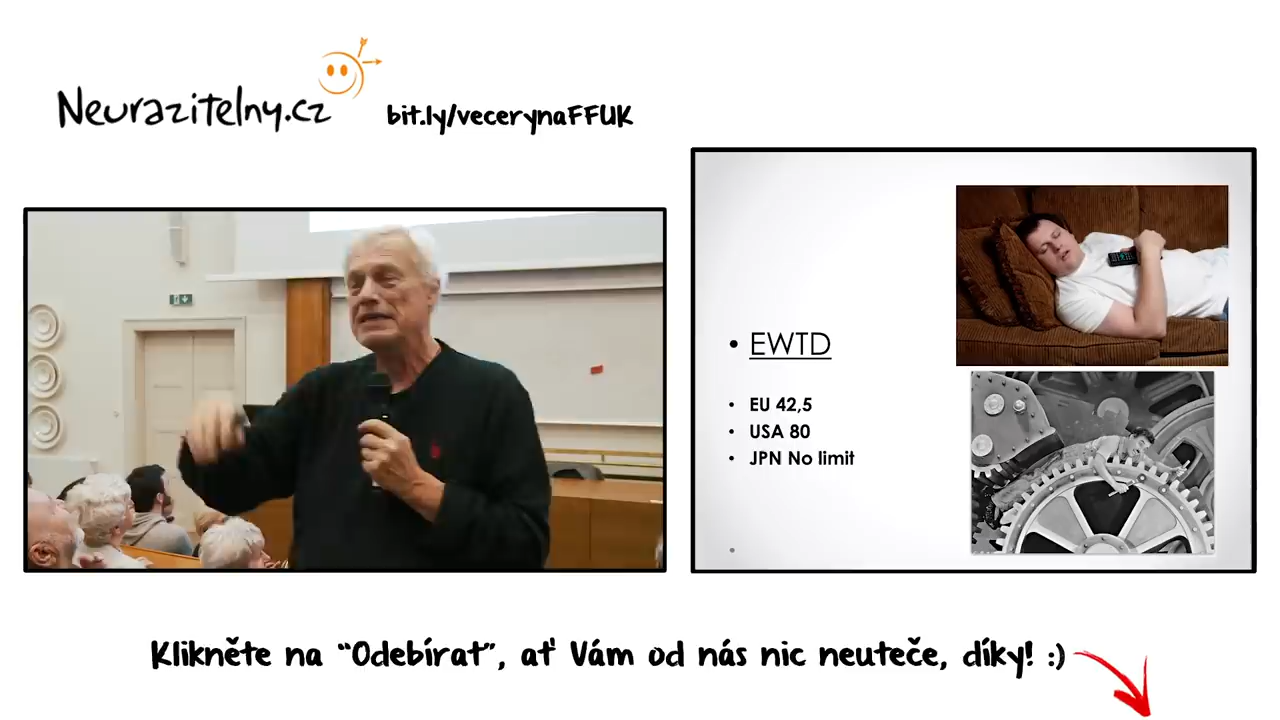 Neurazitelny.cz
bit.ly/vecerynaFFUK
• EWTD
• EU 42,5
• USA 80
• JPN No limit
Klikněte na "Odebírat", ať Vám od nás nic neuteče, díky! :)